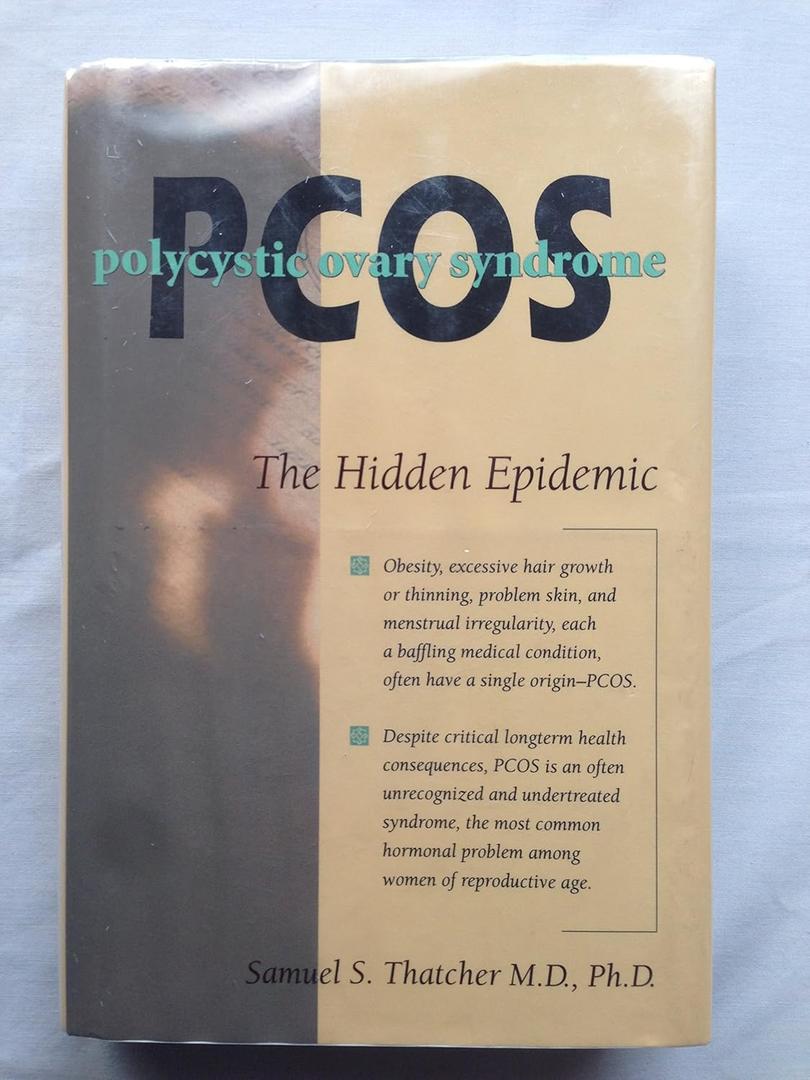 PCOS
polycystic ovary syndrome
The Hidden Epidemic
Obesity, excessive hair growth
or thinning, problem skin, and
menstrual irregularity, each
a baffling medical condition,
often have a single origin–PCOS.
Despite critical longterm health
consequences, PCOS is an often
unrecognized and undertreated
syndrome, the most common
hormonal problem among
women of reproductive age.
Samuel S. Thatcher M.D., Ph.D.